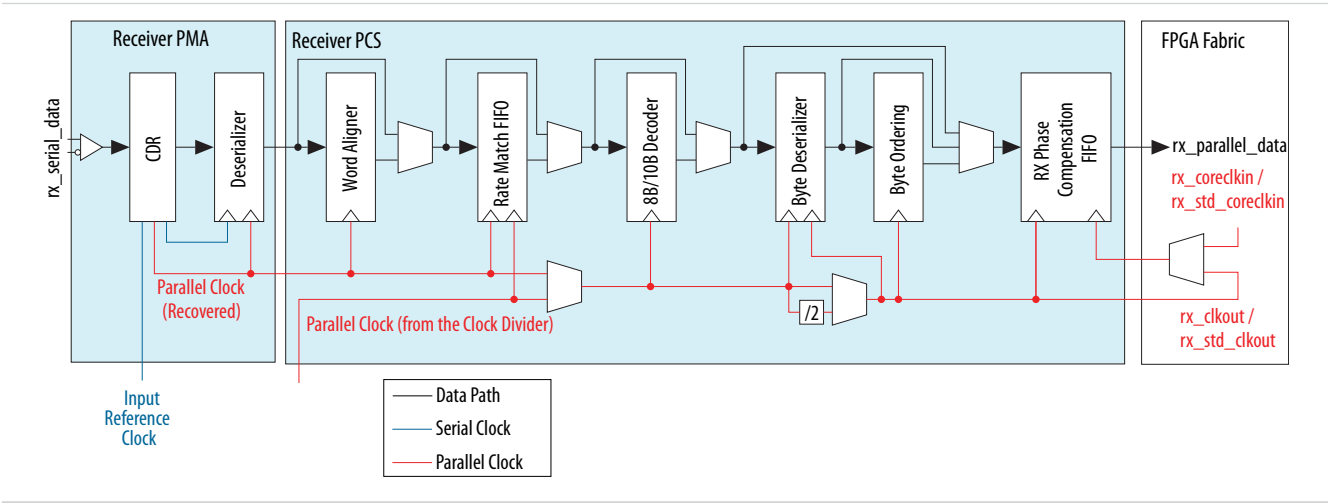 Receiver PMA
Receiver PCS
FPGA Fabric
rx_serial_data
CDR
Deserializer
Word Aligner
Rate Match FIFO
8B/10B Decoder
Byte Deserializer
Byte Ordering
RX Phase
Compensation
FIFO
rx_parallel_data
rx_coreclkin /
rx_std_coreclkin
Parallel Clock
(Recovered)
Parallel Clock (from the Clock Divider)
/2
rx_clkout /
rx_std_clkout
Input
Reference
Clock
Data Path
Serial Clock
Parallel Clock